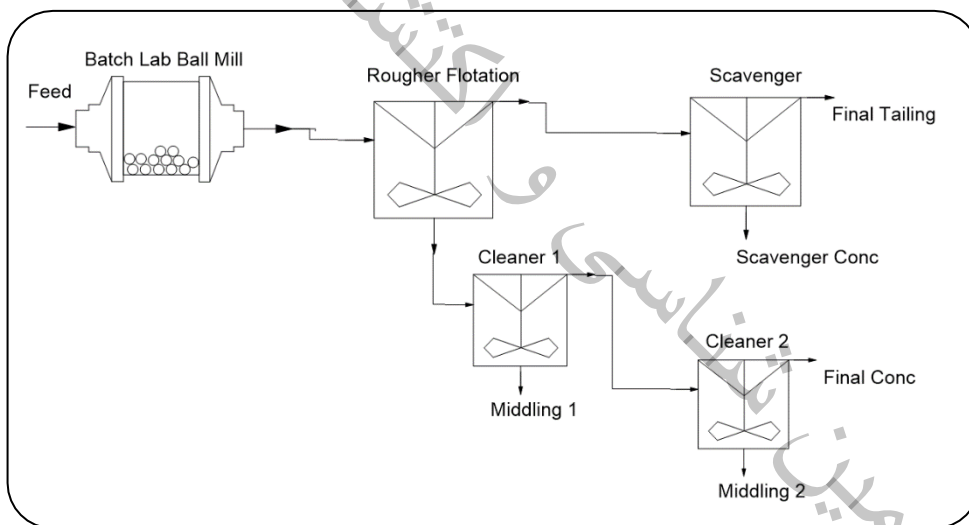 Batch Lab Ball Mill
Feed
Rougher Flotation
Scavenger
Final Tailing
Scavenger Conc
Cleaner 1
Middling 1
Cleaner 2
Final Conc
Middling 2
و
شناسی